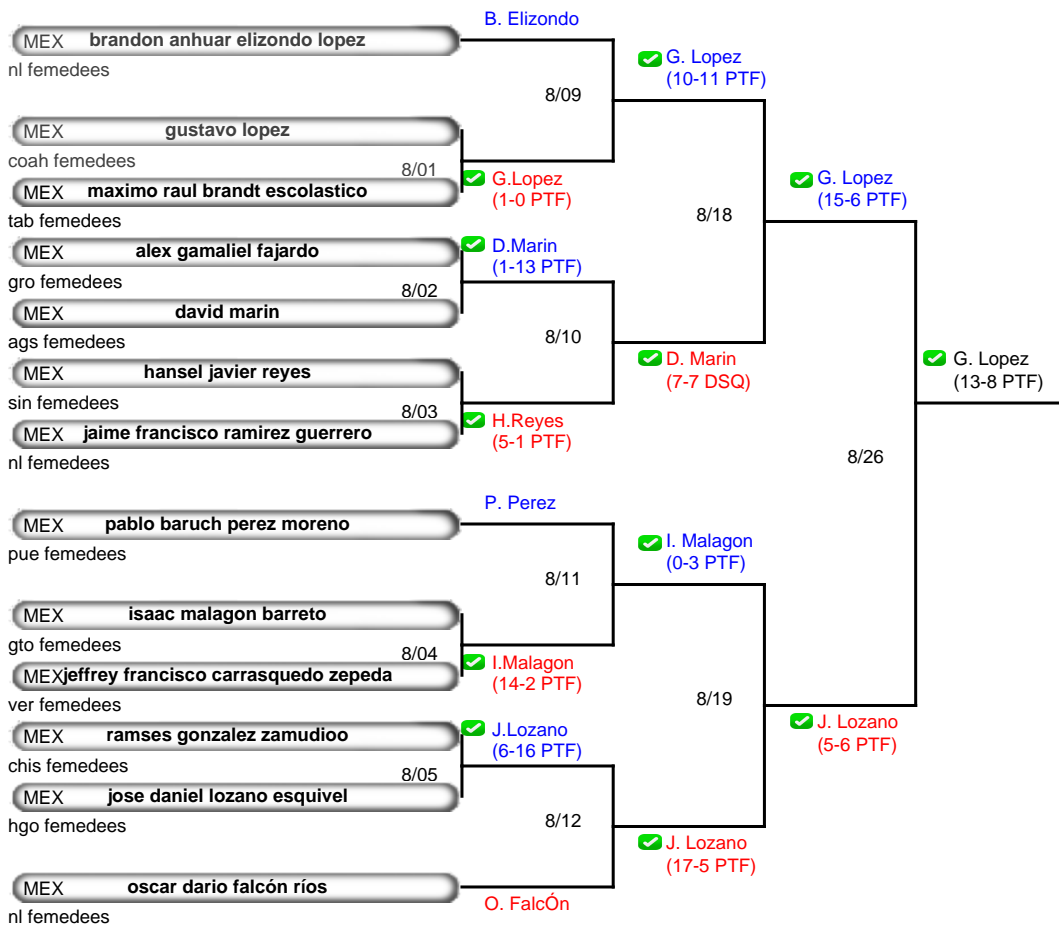 B. Elizondo
MEX brandon anhuar elizondo lopez
nl femedees
G. Lopez
(10-11 PTF)
8/09
MEX gustavo lopez
coah femedees
8/01
G.Lopez
(1-0 PTF)
MEX maximo raul brandt escolastico
tab femedees
G. Lopez
(15-6 PTF)
8/18
MEX alex gamaliel fajardo
gro femedees
D.Marin
(1-13 PTF)
8/02
MEX david marin
ags femedees
8/10
MEX hansel javier reyes
sin femedees
D. Marin
(7-7 DSQ)
G. Lopez
(13-8 PTF)
8/03
H.Reyes
(5-1 PTF)
MEX jaime francisco ramirez guerrero
nl femedees
8/26
P. Perez
MEX pablo baruch perez moreno
pue femedees
I. Malagon
(0-3 PTF)
8/11
MEX isaac malagon barreto
gto femedees
8/04
I.Malagon
(14-2 PTF)
MEX jeffrey francisco carrasquedo zepeda
ver femedees
8/19
MEX ramses gonzalez zamudioo
chis femedees
J.Lozano
(6-16 PTF)
J. Lozano
(5-6 PTF)
8/05
MEX jose daniel lozano esquivel
hgo femedees
8/12
J. Lozano
(17-5 PTF)
MEX oscar dario falcón ríos
nl femedees
O. FalcÓn